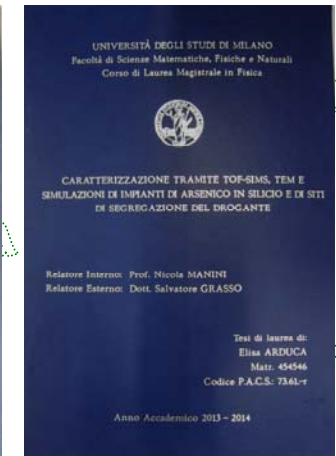 UNIVERSITÀ DEGLI STUDI DI MILANO
Facoltà di Scienze Matematiche, Fisiche e Naturali
Corso di Laurea Magistrale in Fisica
CARATTERIZZAZIONE TRAMITE TOF-SIMS, TEM E
SIMULAZIONI DI IMPIANTI DI ARSENICO IN SILICIO E DI SITI
DI SEGREGAZIONE DEL DROGANTE
Relatore Interno: Prof. Nicola MANINI
Relatore Esterno: Dott. Salvatore GRASSO
Tesi di laurea di:
Elisa ARDUCA
Matr. 454546
Codice P.A.C.S.: 73.61.-r
Anno Accademico 2013 - 2014